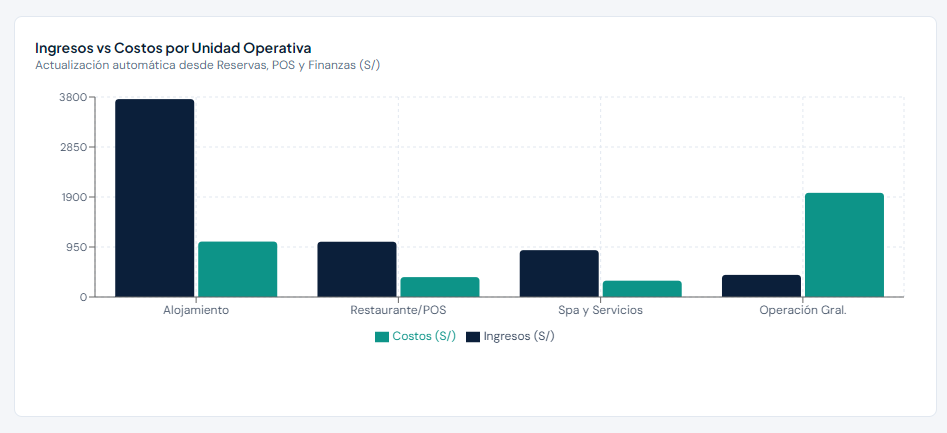 Ingresos vs Costos por Unidad Operativa
Actualización automática desde Reservas, POS y Finanzas (S/)
3800
2850
1900
950
0
Alojamiento
Restaurante/POS
Spa y Servicios
Operación Gral.
Costos (S/)
Ingresos (S/)